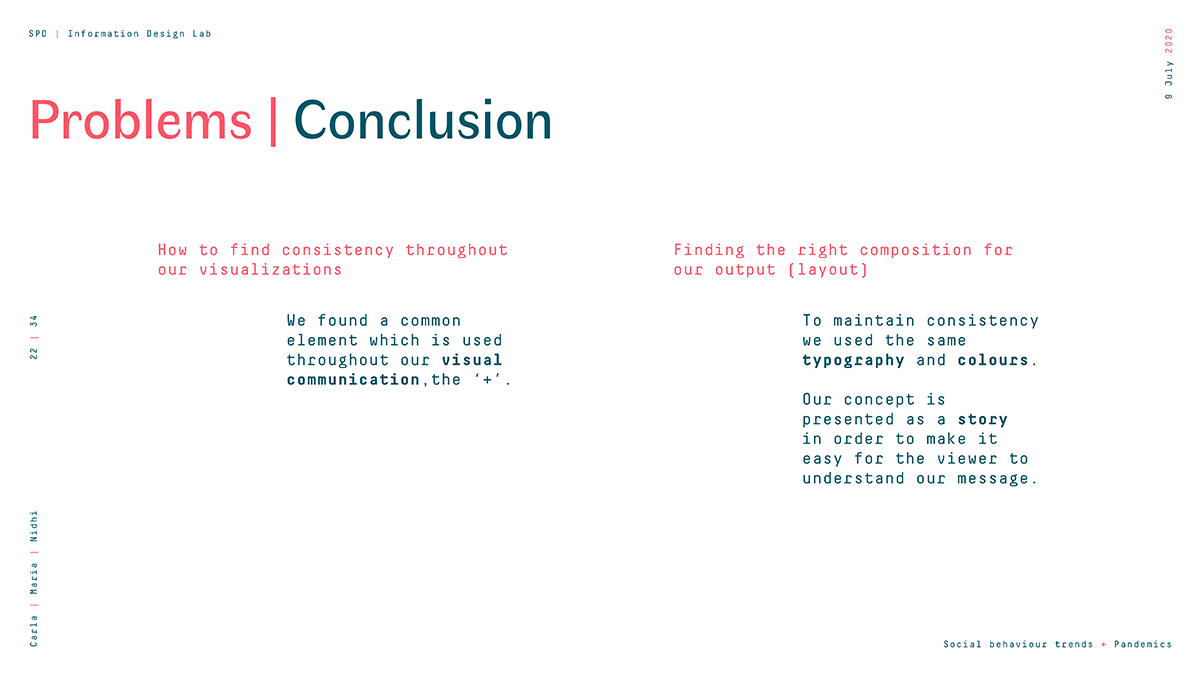 SPD | Information Design Lab
9 July 2020
Problems | Conclusion
How to find consistency throughout
our visualizations
We found a common
element which is used
throughout our visual
communication,the ‘+’.
Finding the right composition for
our output (layout)
To maintain consistency
we used the same
typography and colours.
Our concept is
presented as a story
in order to make it
easy for the viewer to
understand our message.
22 | 34
Carla | Maria | Nidhi
Social behaviour trends + Pandemics